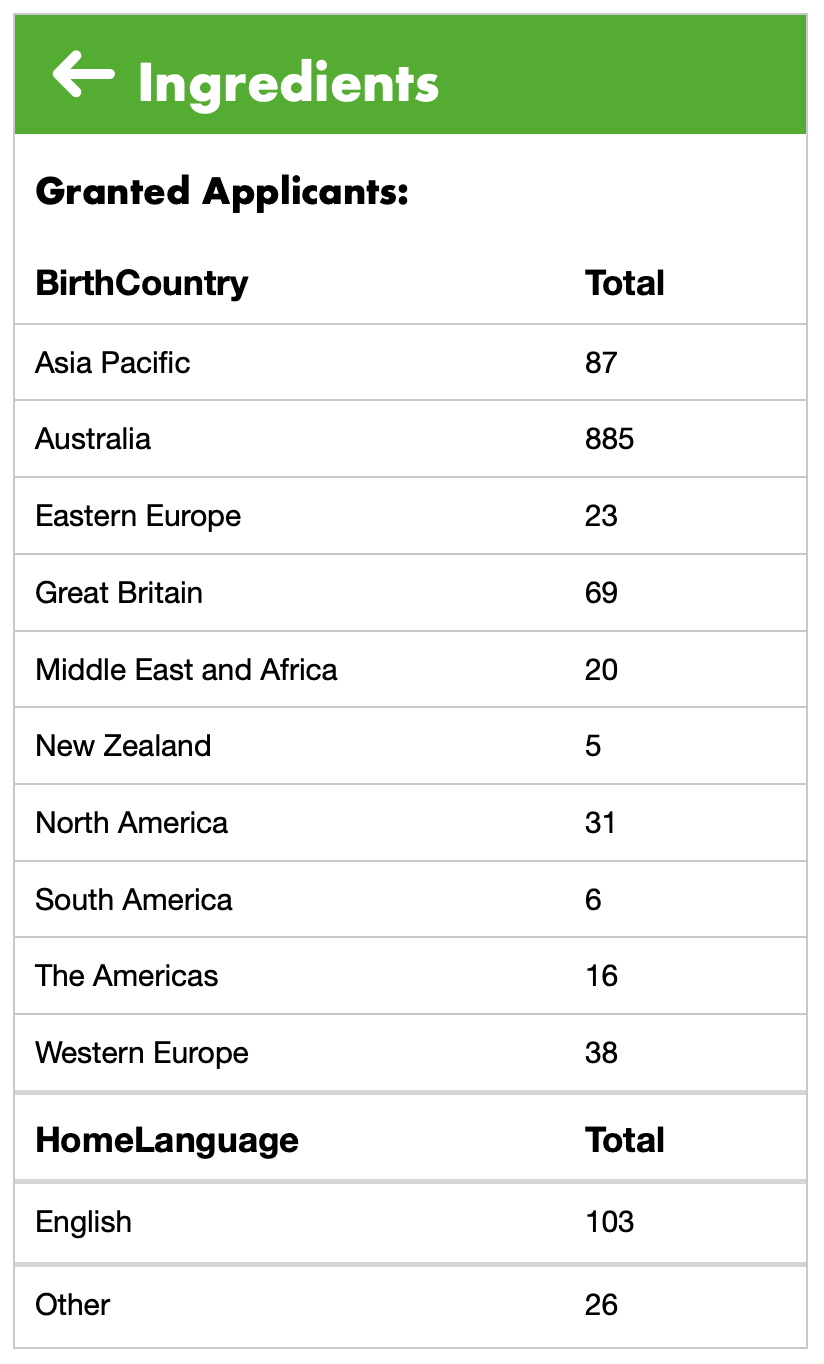 Ingredients
Granted Applicants:
BirthCountry Total
Asia Pacific 87
Australia 885
Eastern Europe 23
Great Britain 69
Middle East and Africa 20
New Zealand 5
North America 31
South America 6
The Americas 16
Western Europe 38
HomeLanguage Total
English 103
Other 26